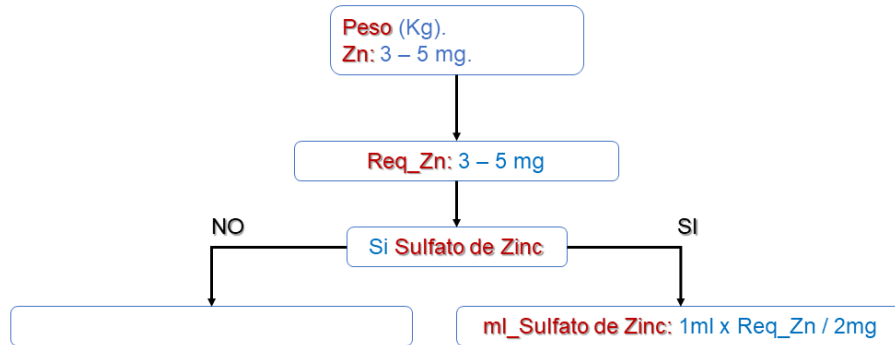 Peso (Kg).
Zn: 3 – 5 mg.
Req_Zn: 3 – 5 mg
NO
SI
Si Sulfato de Zinc
ml_Sulfato de Zinc: 1ml x Req_Zn / 2mg